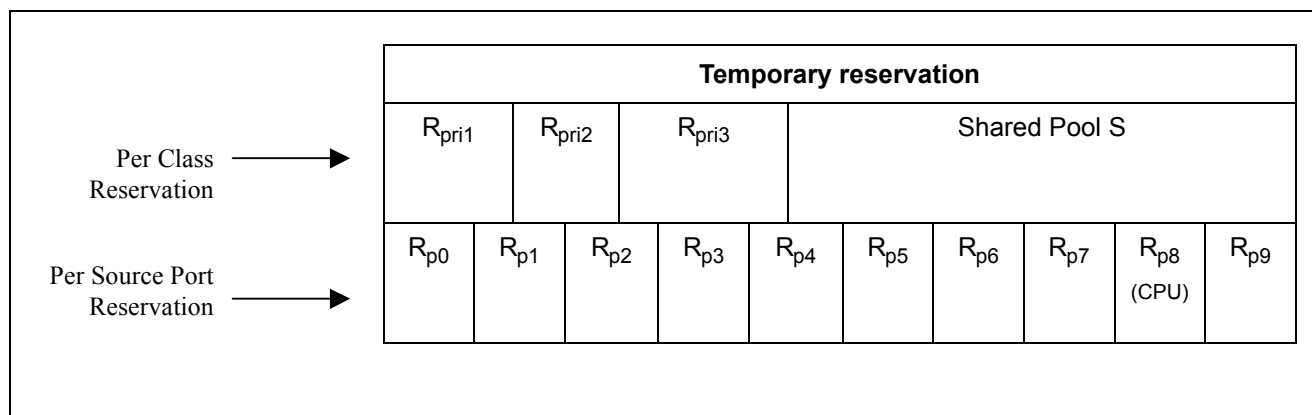 Temporary reservation
Per Class
Reservation
Rpri1 Rpri2 Rpri3 Shared Pool S
Per Source Port
Reservation
Rp0 Rp1 Rp2 Rp3 Rp4 Rp5 Rp6 Rp7 Rp8 Rp9
(CPU)